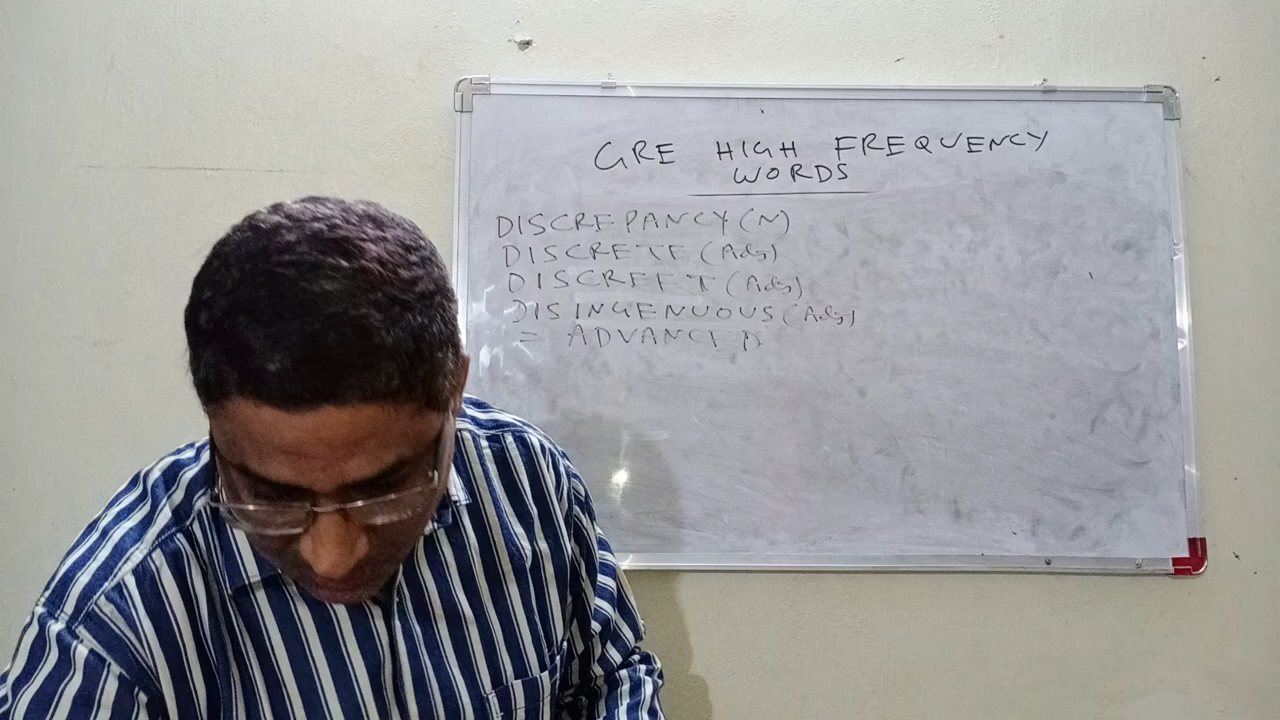 GRE HIGH FREQUENCY
WORDS
DISCREPANCY (N)
DISCRETE (Adj)
DISCREET (Adj)
DISINGENUOUS (Adj)
= ADVANCED